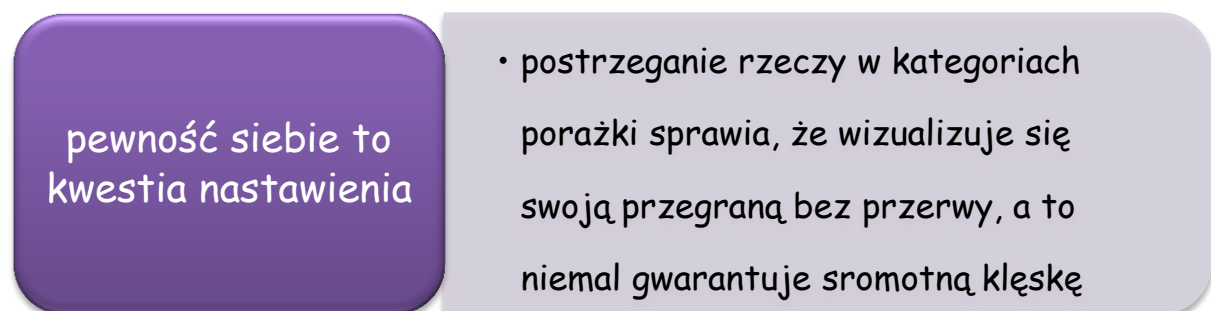 pewność siebie to
kwestia nastawienia
• postrzeganie rzeczy w kategoriach
porażki sprawia, że wizualizuje się
swoją przegraną bez przerwy, a to
niemal gwarantuje sromotną klęskę